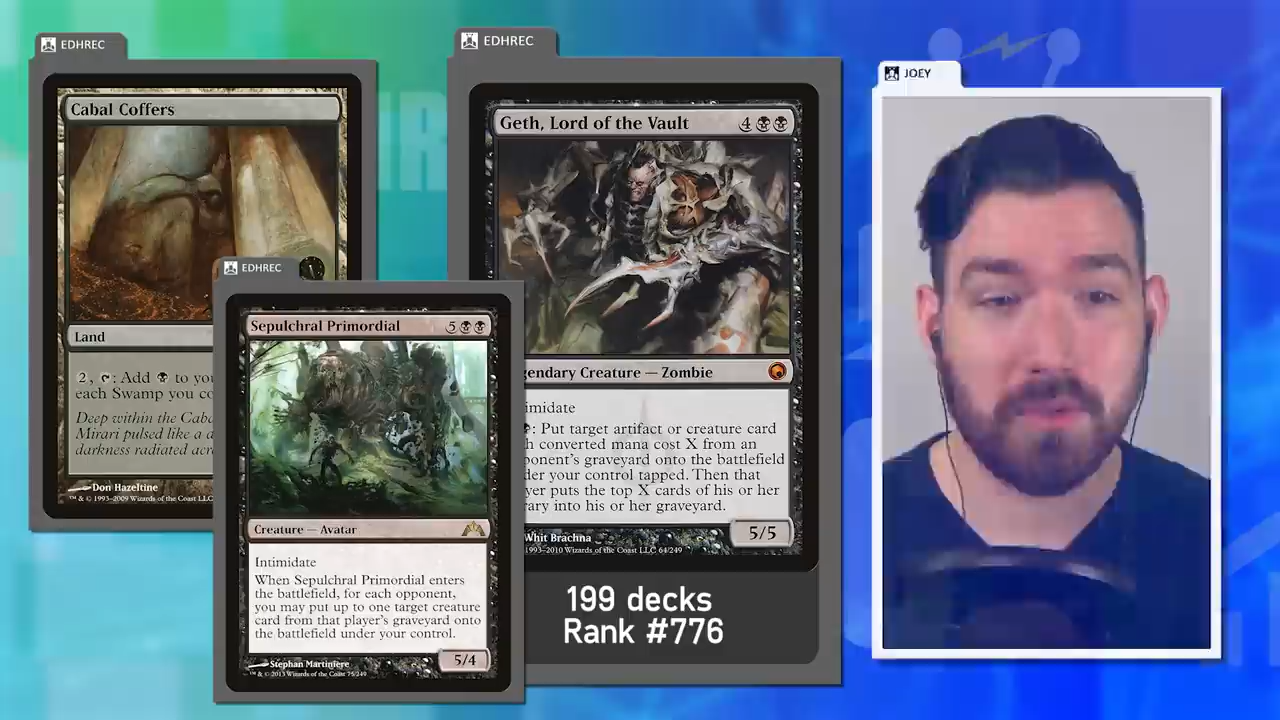 EDHREC
Cabal Coffers
Land
2, : Add to you
each Swamp you co
Deep within the Caba
Mirari pulsed like a d
darkness radiated acro
Don Hazeltine
™ & © 1993-2009 Wizards of the Coast LLC
EDHREC
Sepulchral Primordial 5
Creature — Avatar
Intimidate
When Sepulchral Primordial enters
the battlefield, for each opponent,
you may put up to one target creature
card from that player's graveyard onto
the battlefield under your control.
5/4
Stephan Martiniere
™ & © 2013 Wizards of the Coast 75/249
EDHREC
Geth, Lord of the Vault 4
gendary Creature — Zombie
timidate
: Put target artifact or creature card
h converted mana cost X from an
ponent's graveyard onto the battlefield
der your control tapped. Then that
yer puts the top X cards of his or her
rary into his or her graveyard.
Whit Brachna
1993-2010 Wizards of the Coast LLC 64/249
5/5
199 decks
Rank #776
JOEY